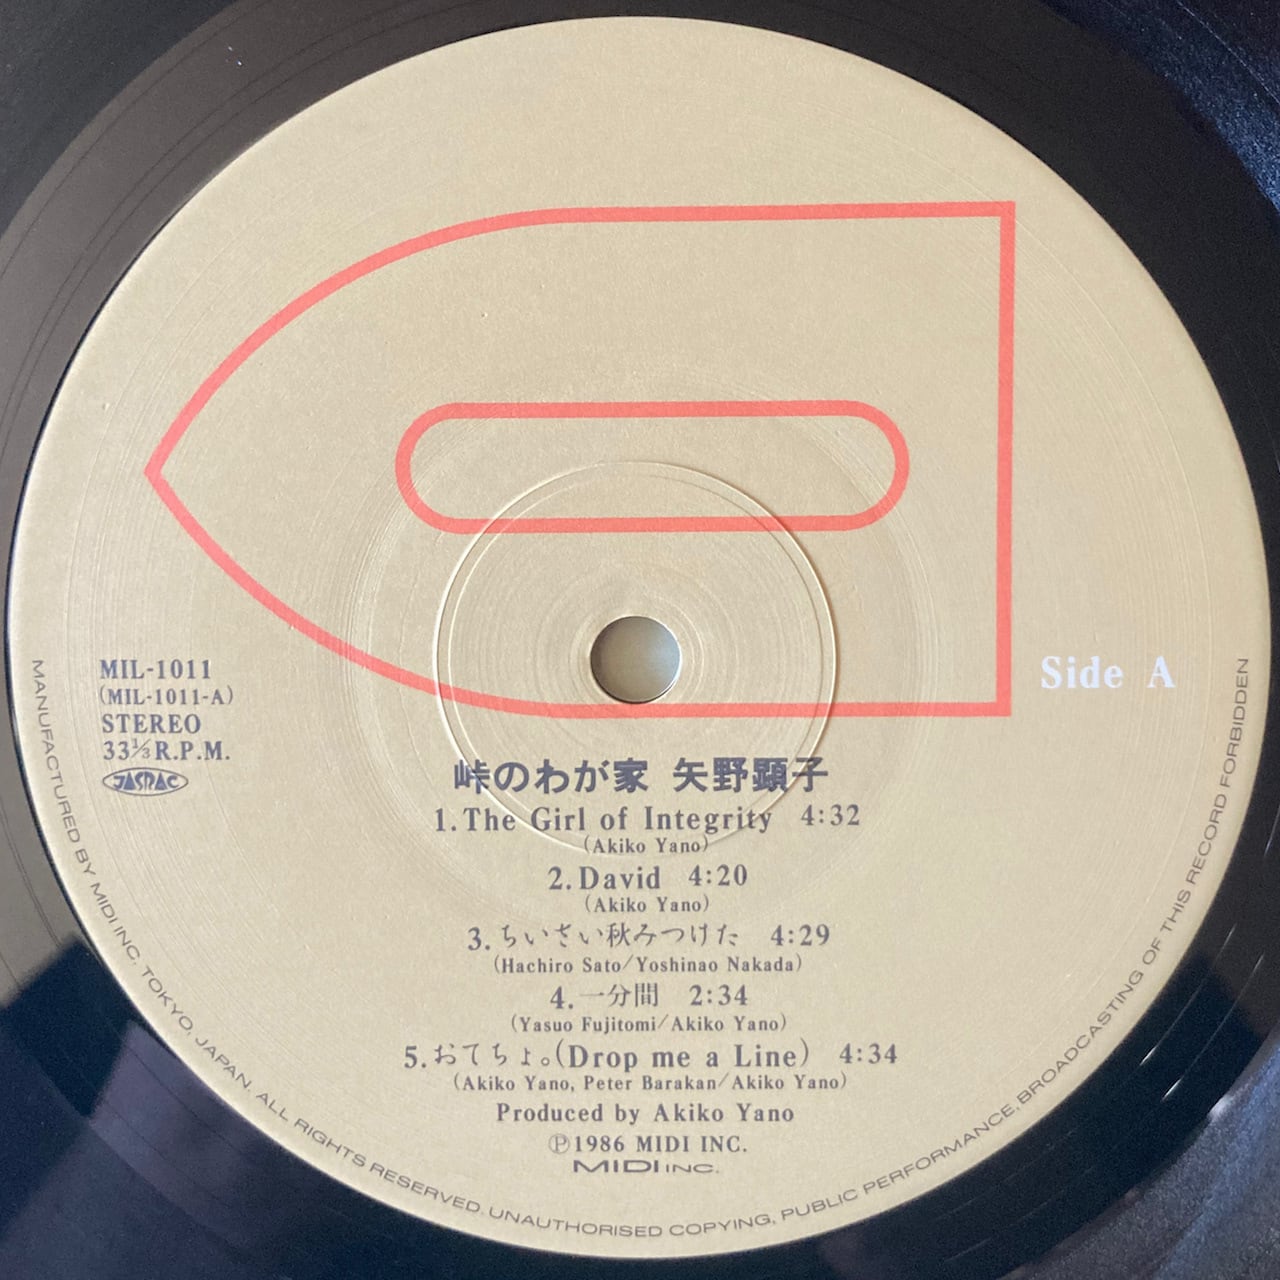 MIL-1011
(MIL-1011-A)
STEREO
33⅓R.P.M.
JASRAC
Side A
峠のわが家 矢野顕子
1.The Girl of Integrity 4:32
(Akiko Yano)
2.David 4:20
(Akiko Yano)
3.ちいさい秋みつけた 4:29
(Hachiro Sato/Yoshinao Nakada)
4.一分間 2:34
(Yasuo Fujitomi/Akiko Yano)
5.おてちょ。(Drop me a Line) 4:34
(Akiko Yano, Peter Barakan/Akiko Yano)
Produced by Akiko Yano
Ⓟ1986 MIDI INC.
MIDI INC.
MANUFACTURED BY MIDI INC. TOKYO, JAPAN. ALL RIGHTS RESERVED. UNAUTHORISED COPYING, PUBLIC PERFORMANCE, BROADCASTING OF THIS RECORD FORBIDDEN